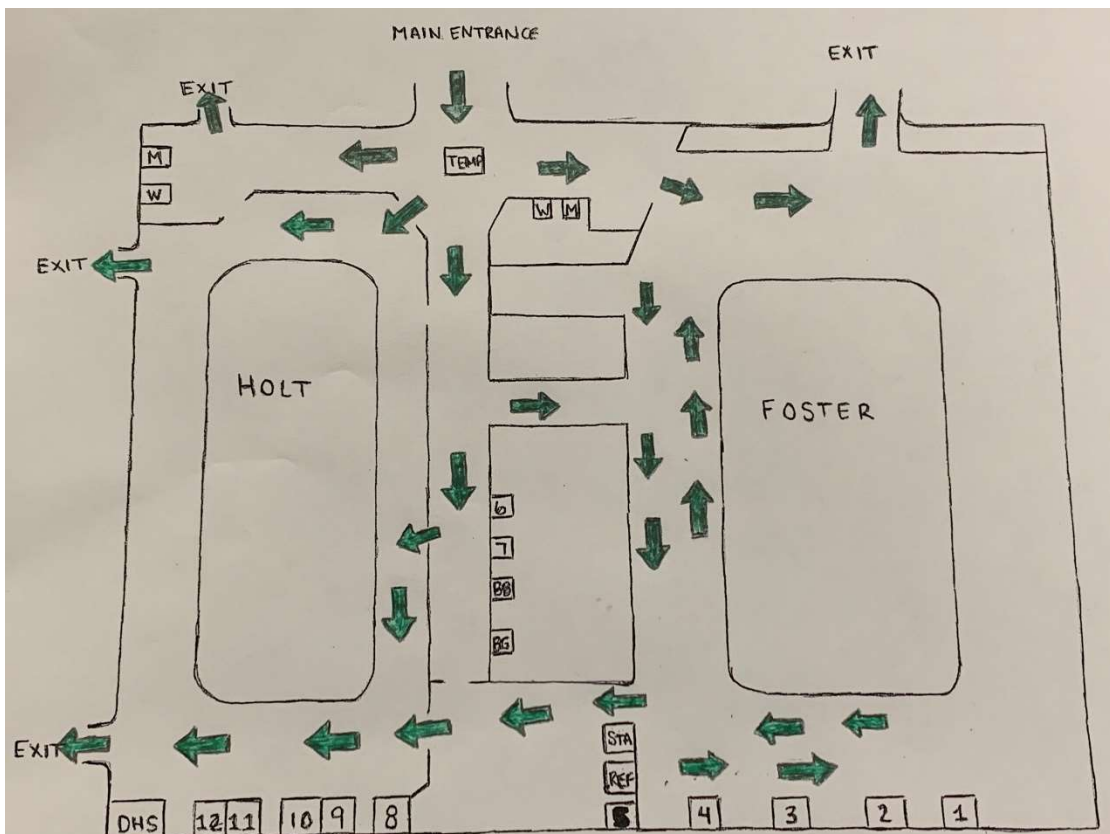 MAIN ENTRANCE
EXIT
EXIT
M
TEMP
W
W M
EXIT
HOLT
FOSTER
6
7
BB
BG
STA
EXIT
REF
DHS 12 11 10 9 8 5 4 3 2 1